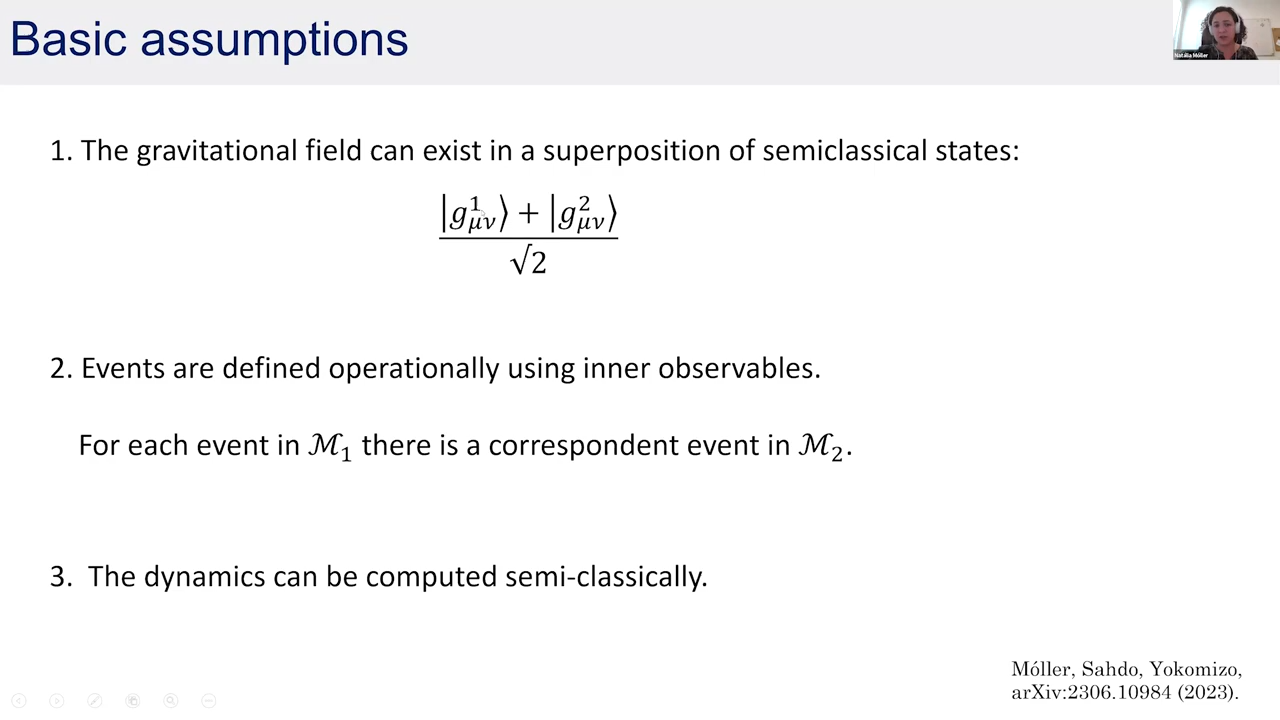 Basic assumptions
Natália Móller
1. The gravitational field can exist in a superposition of semiclassical states:
|g¹μν⟩ + |g²μν⟩
√2
2. Events are defined operationally using inner observables.
For each event in ℳ₁ there is a correspondent event in ℳ₂.
3. The dynamics can be computed semi-classically.
Móller, Sahdo, Yokomizo,
arXiv:2306.10984 (2023).